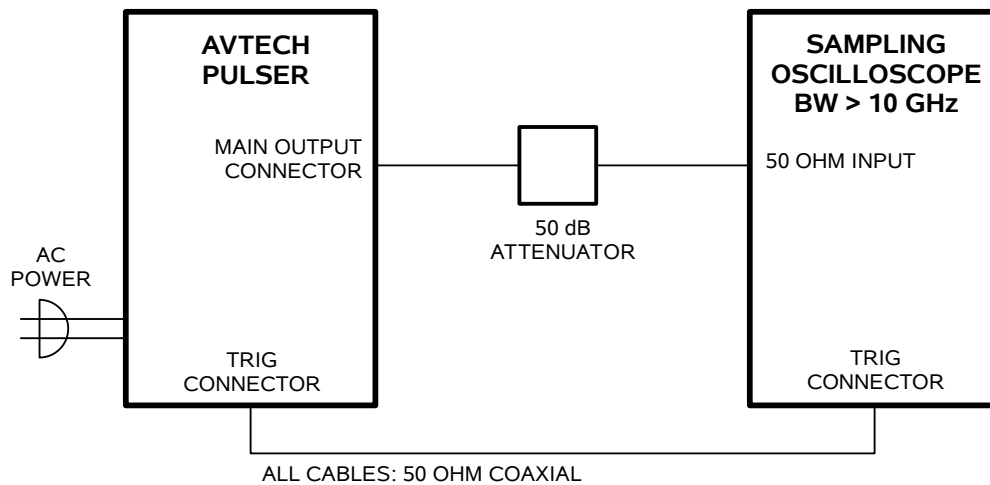 AVTECH
PULSER
SAMPLING
OSCILLOSCOPE
BW > 10 GHz
MAIN OUTPUT
CONNECTOR
50 OHM INPUT
50 dB
ATTENUATOR
AC
POWER
TRIG
CONNECTOR
TRIG
CONNECTOR
ALL CABLES: 50 OHM COAXIAL